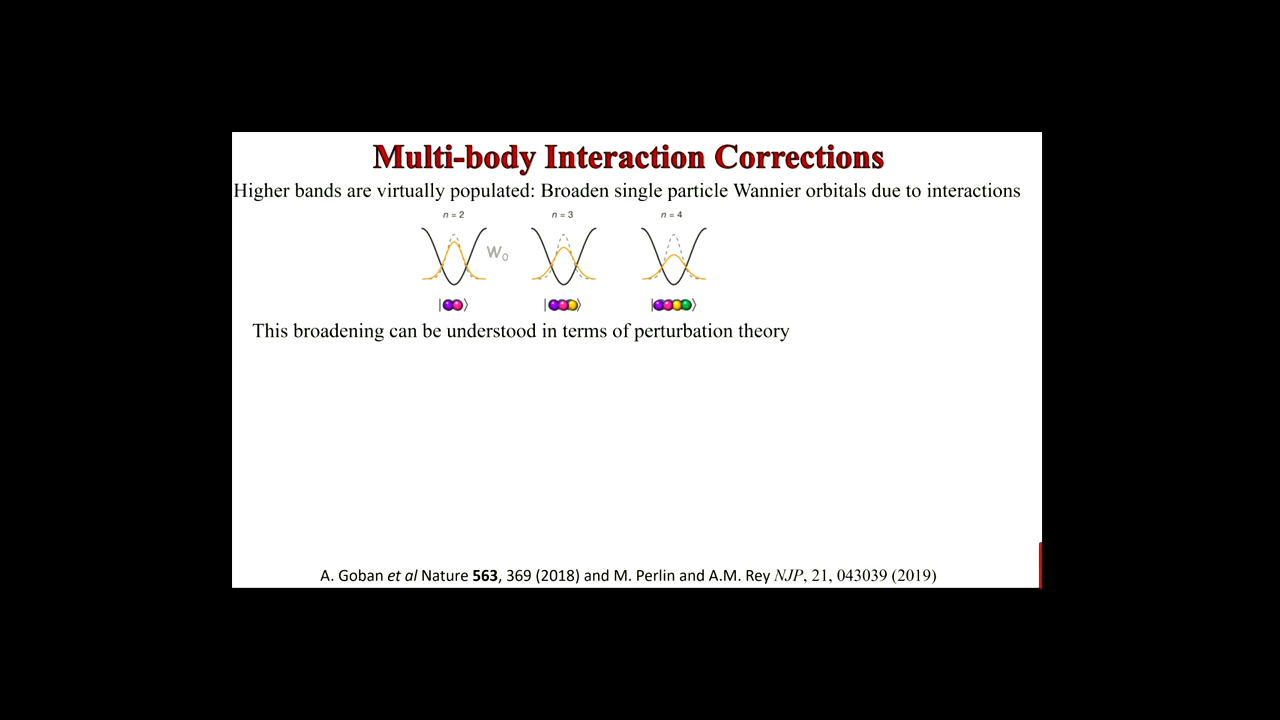 Multi-body Interaction Corrections
Higher bands are virtually populated: Broaden single particle Wannier orbitals due to interactions
n = 2 n = 3 n = 4
W₀
This broadening can be understood in terms of perturbation theory
A. Goban et al Nature 563, 369 (2018) and M. Perlin and A.M. Rey NJP, 21, 043039 (2019)